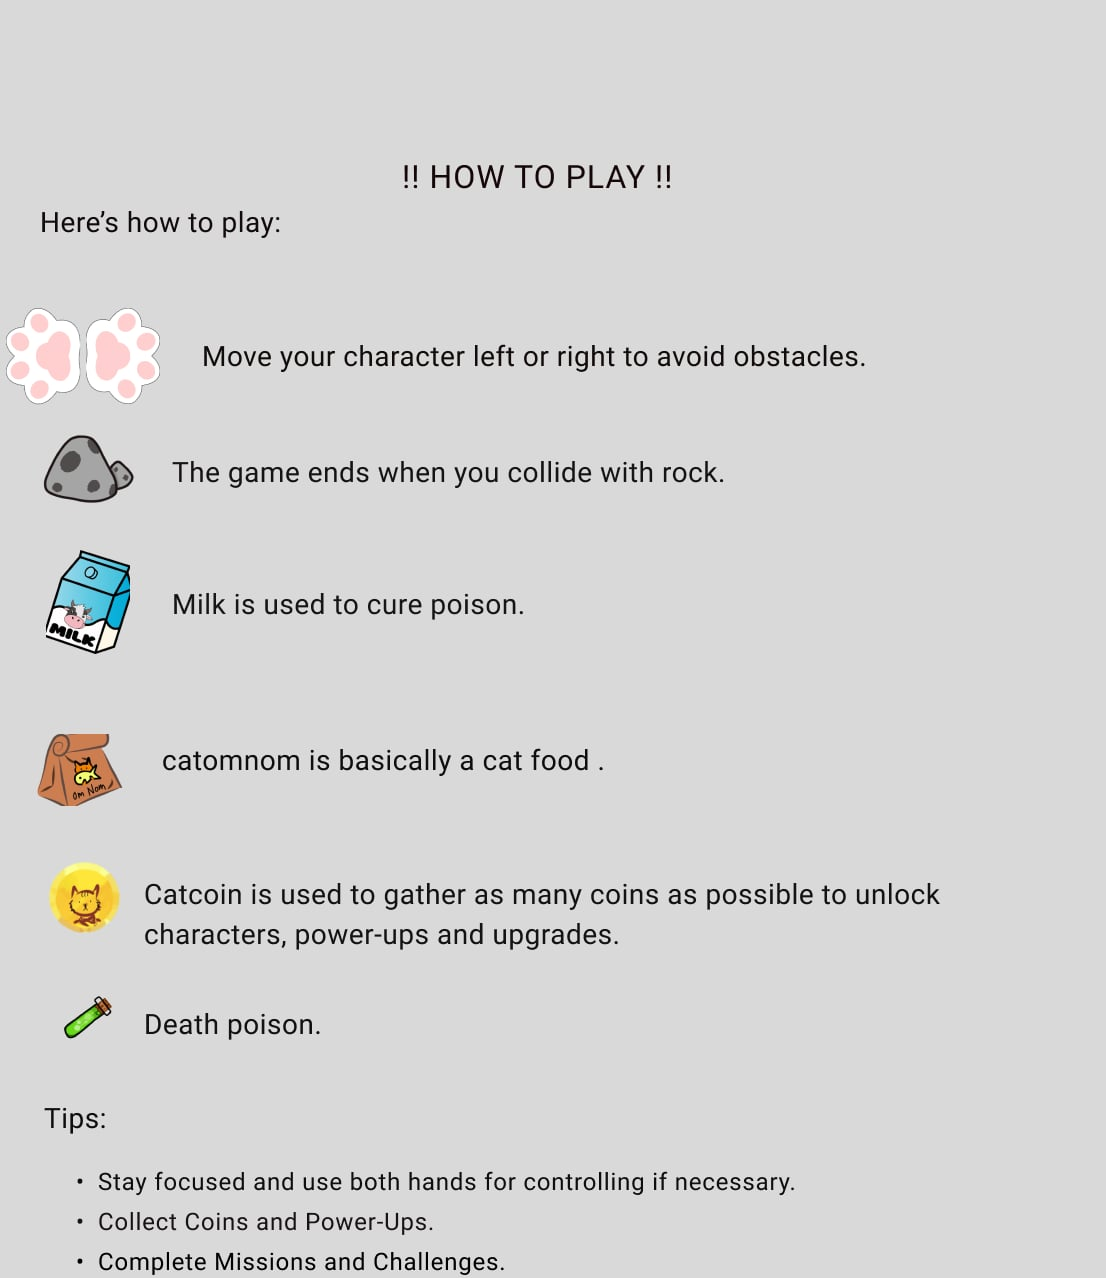 !! HOW TO PLAY !!
Here’s how to play:
Move your character left or right to avoid obstacles.
The game ends when you collide with rock.
Milk is used to cure poison.
MILK
catomnom is basically a cat food .
Om Nom
Catcoin is used to gather as many coins as possible to unlock
characters, power-ups and upgrades.
Death poison.
Tips:
• Stay focused and use both hands for controlling if necessary.
• Collect Coins and Power-Ups.
• Complete Missions and Challenges.